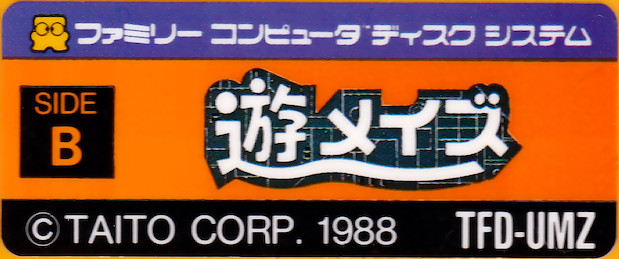 ファミリー コンピュータ ディスク システム
SIDE
B
遊メイズ
© TAITO CORP. 1988 TFD-UMZ